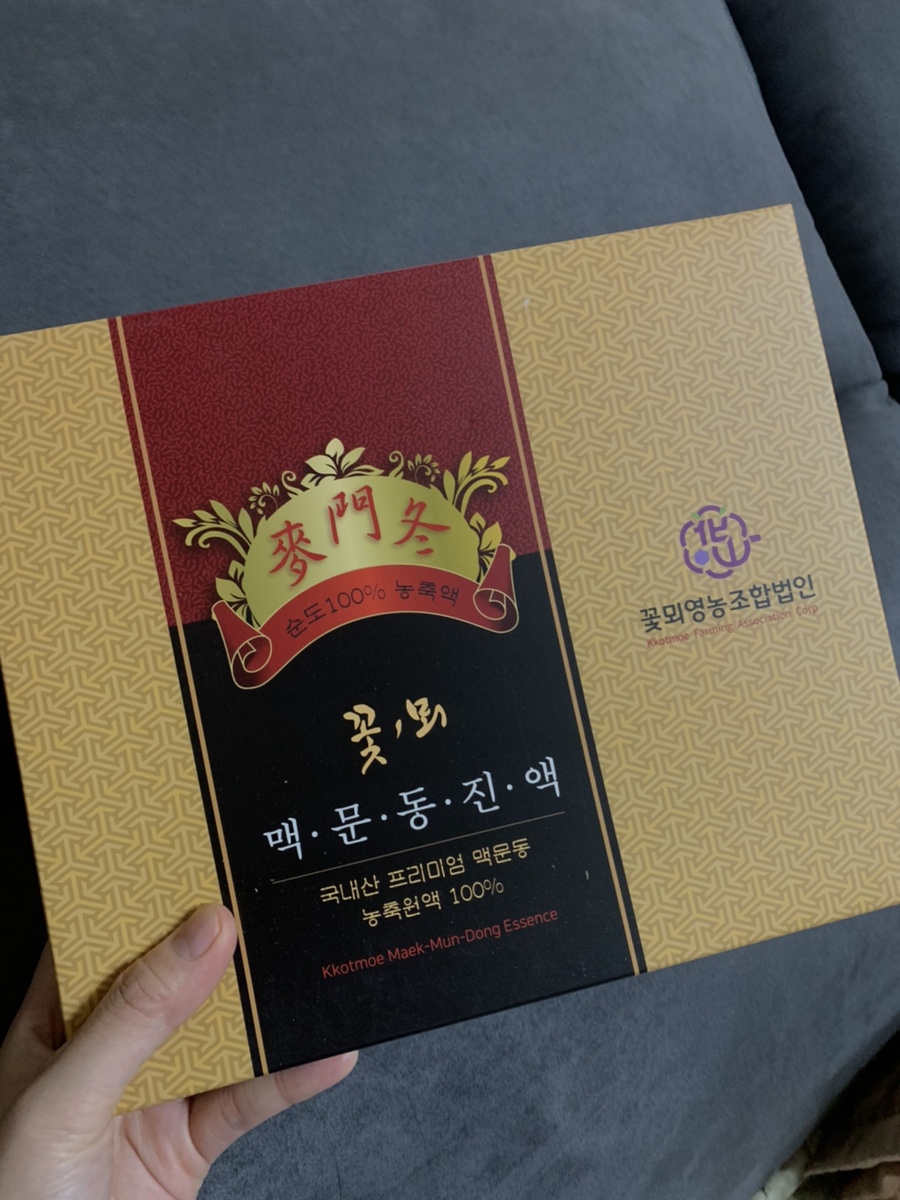 麥門冬
순도100% 농축액
꽃뫼
맥·문·동·진·액
국내산 프리미엄 맥문동
농축원액 100%
Kkotmoe Maek-Mun-Dong Essence
꽃뫼영농조합법인
Kkotmoe Farming Association Corp